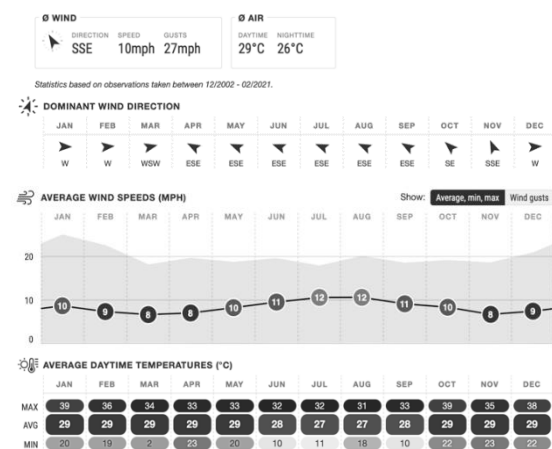 Ø WIND
DIRECTION SPEED GUSTS
SSE 10mph 27mph
Ø AIR
DAYTIME NIGHTTIME
29°C 26°C
Statistics based on observations taken between 12/2002 - 02/2021.
DOMINANT WIND DIRECTION
JAN FEB MAR APR MAY JUN JUL AUG SEP OCT NOV DEC
W W WSW ESE ESE ESE ESE ESE ESE SE SSE W
AVERAGE WIND SPEEDS (MPH)
Show: Average, min, max Wind gusts
JAN FEB MAR APR MAY JUN JUL AUG SEP OCT NOV DEC
20
10
0
10 9 8 8 10 11 12 12 11 10 8 9
AVERAGE DAYTIME TEMPERATURES (°C)
JAN FEB MAR APR MAY JUN JUL AUG SEP OCT NOV DEC
MAX 39 36 34 33 33 32 32 31 33 39 35 38
AVG 29 29 29 29 29 28 27 27 28 29 29 29
MIN 20 19 2 23 20 10 11 18 10 22 23 22